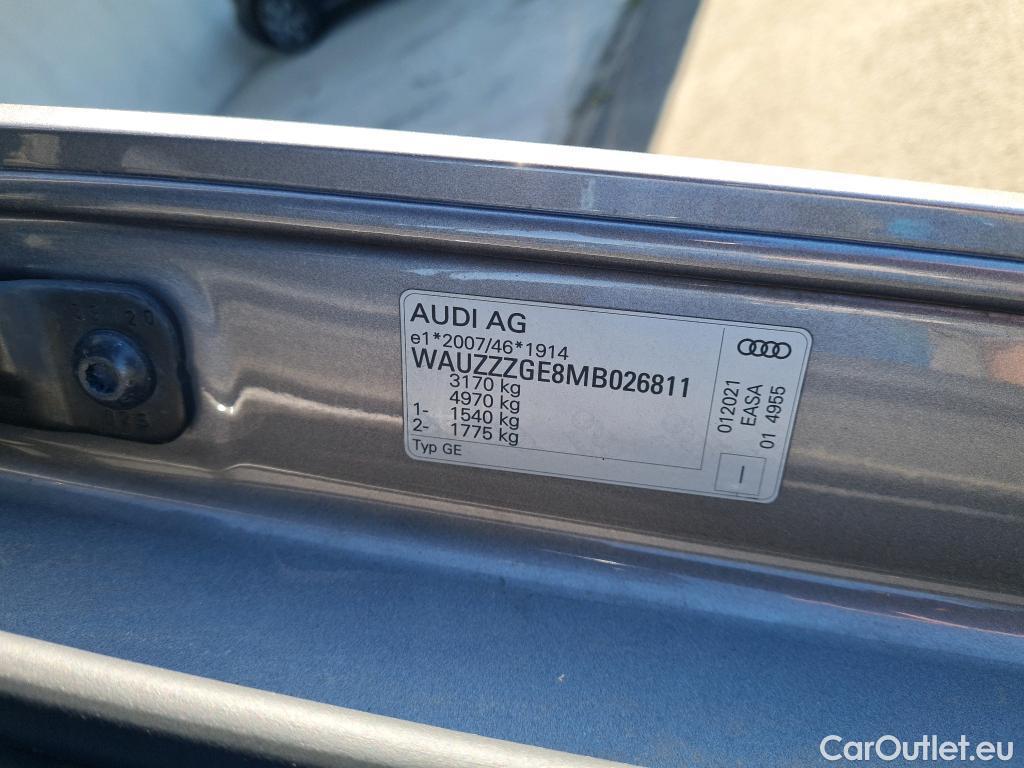 AUDI AG
e1*2007/46*1914
WAUZZZGE8MB026811
3170 kg
4970 kg
1- 1540 kg
2- 1775 kg
Typ GE
012021
EASA
01 4955
I
CarOutlet.eu